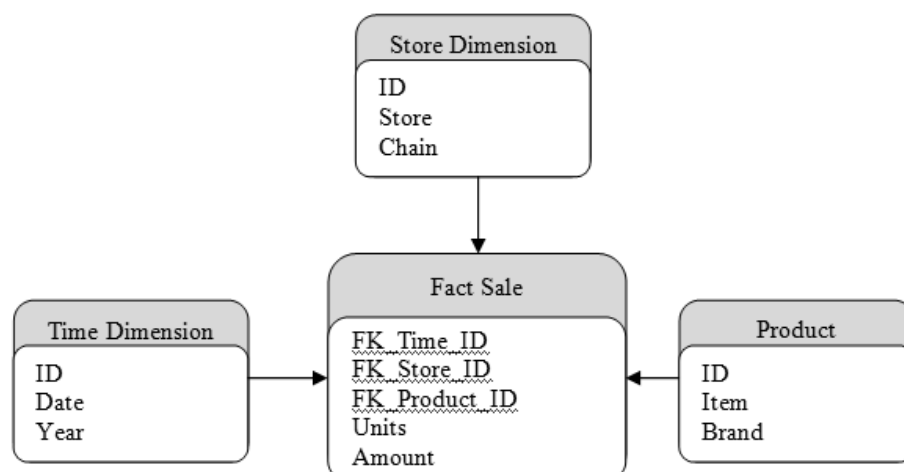 Store Dimension
ID
Store
Chain
Fact Sale
FK_Time_ID
FK_Store_ID
FK_Product_ID
Units
Amount
Time Dimension
ID
Date
Year
Product
ID
Item
Brand